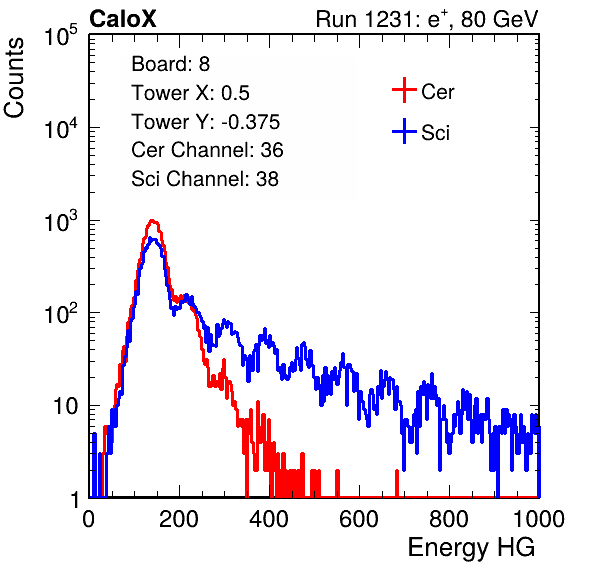 CaloX Run 1231: e⁺, 80 GeV
Counts
10⁵
10⁴
10³
10²
10
1
Board: 8
Tower X: 0.5
Tower Y: -0.375
Cer Channel: 36
Sci Channel: 38
Cer
Sci
0 200 400 600 800 1000
Energy HG